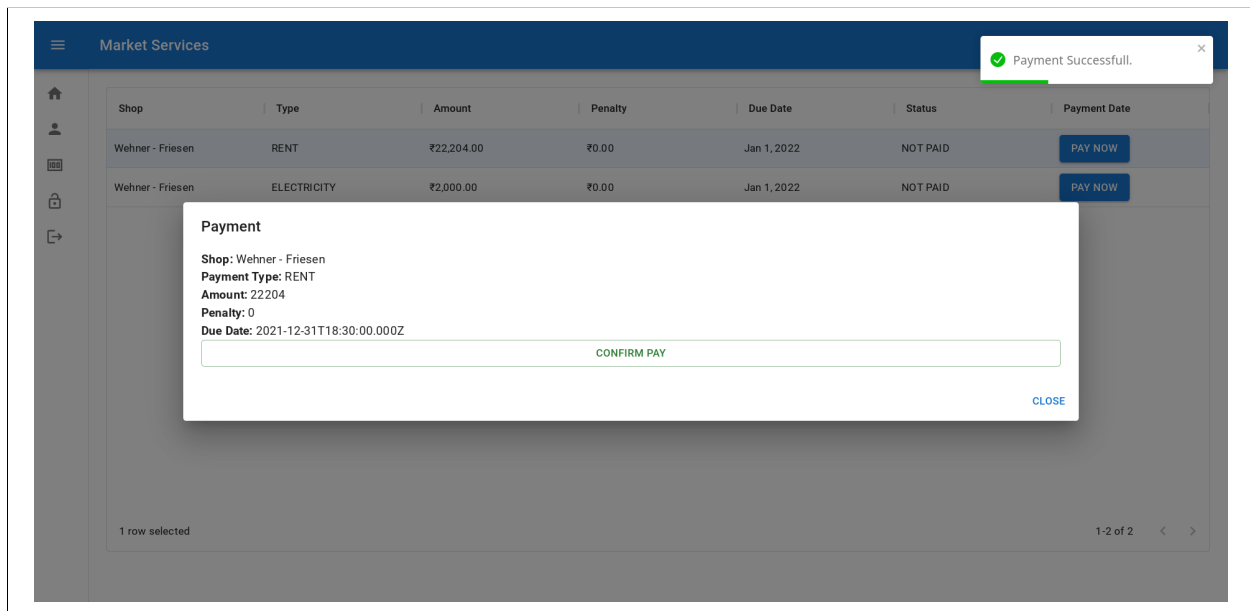 Market Services
Payment Successfull.
Shop Type Amount Penalty Due Date Status Payment Date
Wehner - Friesen RENT ₹22,204.00 ₹0.00 Jan 1, 2022 NOT PAID PAY NOW
Wehner - Friesen ELECTRICITY ₹2,000.00 ₹0.00 Jan 1, 2022 NOT PAID PAY NOW
Payment
Shop: Wehner - Friesen
Payment Type: RENT
Amount: 22204
Penalty: 0
Due Date: 2021-12-31T18:30:00.000Z
CONFIRM PAY
CLOSE
1 row selected 1-2 of 2